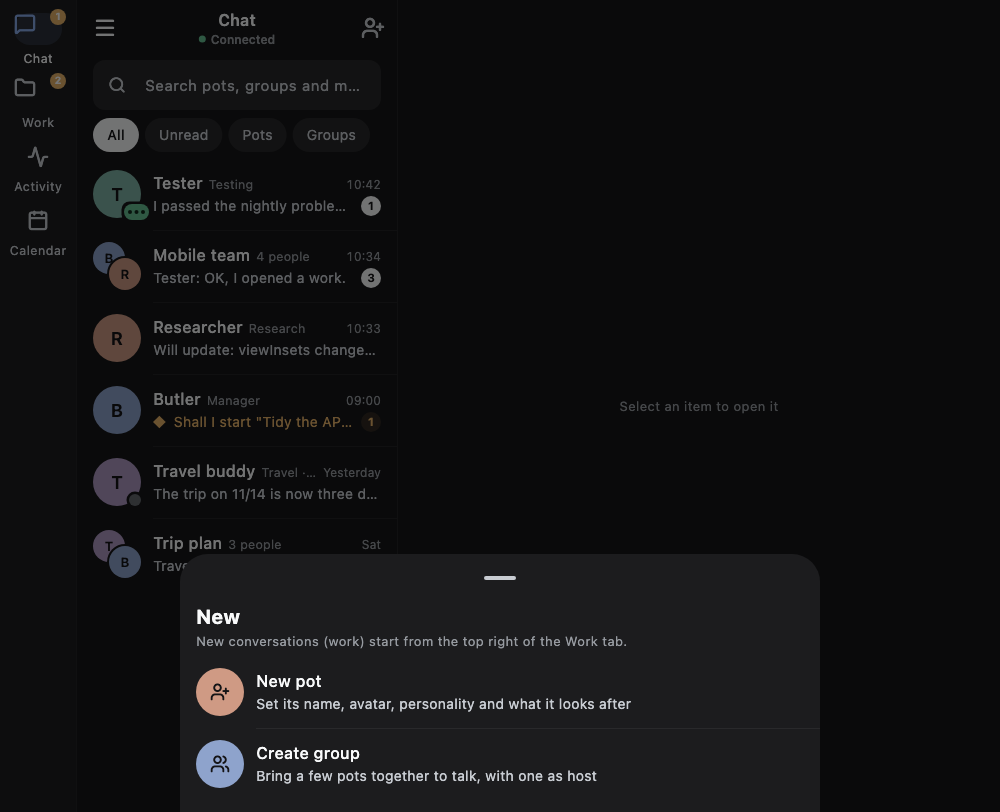 1
Chat
2
Work
Activity
Calendar
Chat
Connected
Search pots, groups and m...
All
Unread
Pots
Groups
T
Tester Testing 10:42
I passed the nightly proble... 1
B
R
Mobile team 4 people 10:34
Tester: OK, I opened a work. 3
R
Researcher Research 10:33
Will update: viewInsets change...
B
Butler Manager 09:00
Shall I start "Tidy the AP... 1
T
Travel buddy Travel ·... Yesterday
The trip on 11/14 is now three d...
T
B
Trip plan 3 people Sat
Select an item to open it
New
New conversations (work) start from the top right of the Work tab.
New pot
Set its name, avatar, personality and what it looks after
Create group
Bring a few pots together to talk, with one as host